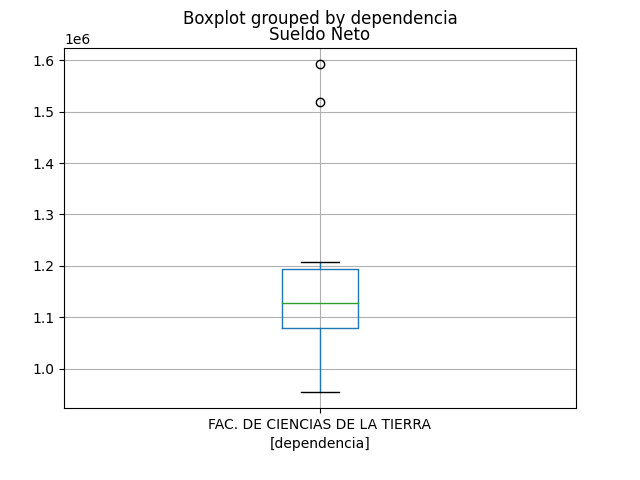 Boxplot grouped by dependencia
Sueldo Neto
1e6
1.6
1.5
1.4
1.3
1.2
1.1
1.0
FAC. DE CIENCIAS DE LA TIERRA
[dependencia]